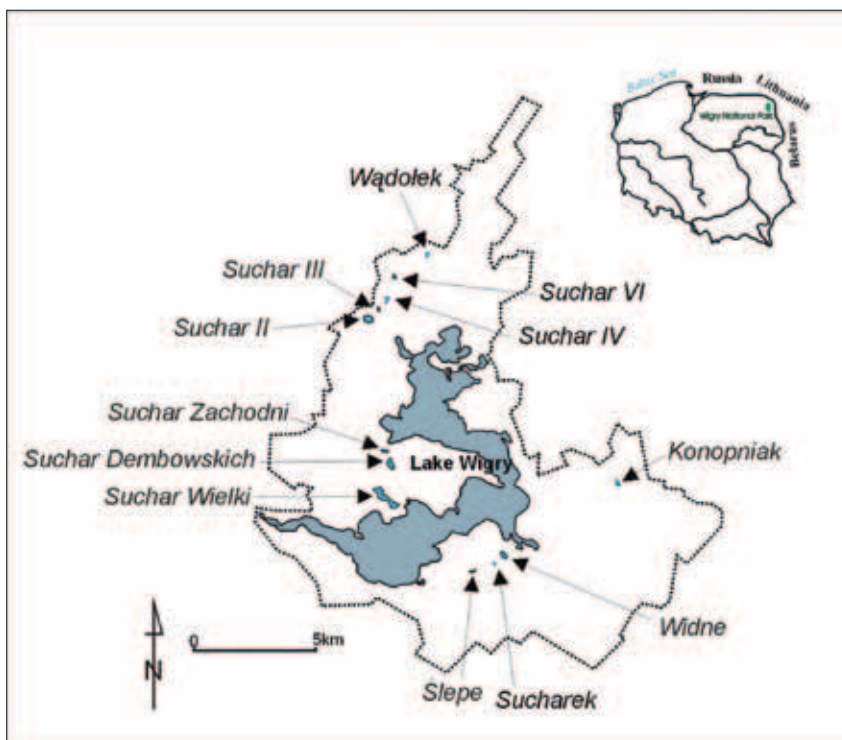 Baltic Sea
Russia
Lithuania
Wigry National Park
Belarus
Wądołek
Suchar III
Suchar VI
Suchar II
Suchar IV
Suchar Zachodni
Suchar Dembowskich
Lake Wigry
Konopniak
Suchar Wielki
0 5km
N
Widne
Slepe
Sucharek